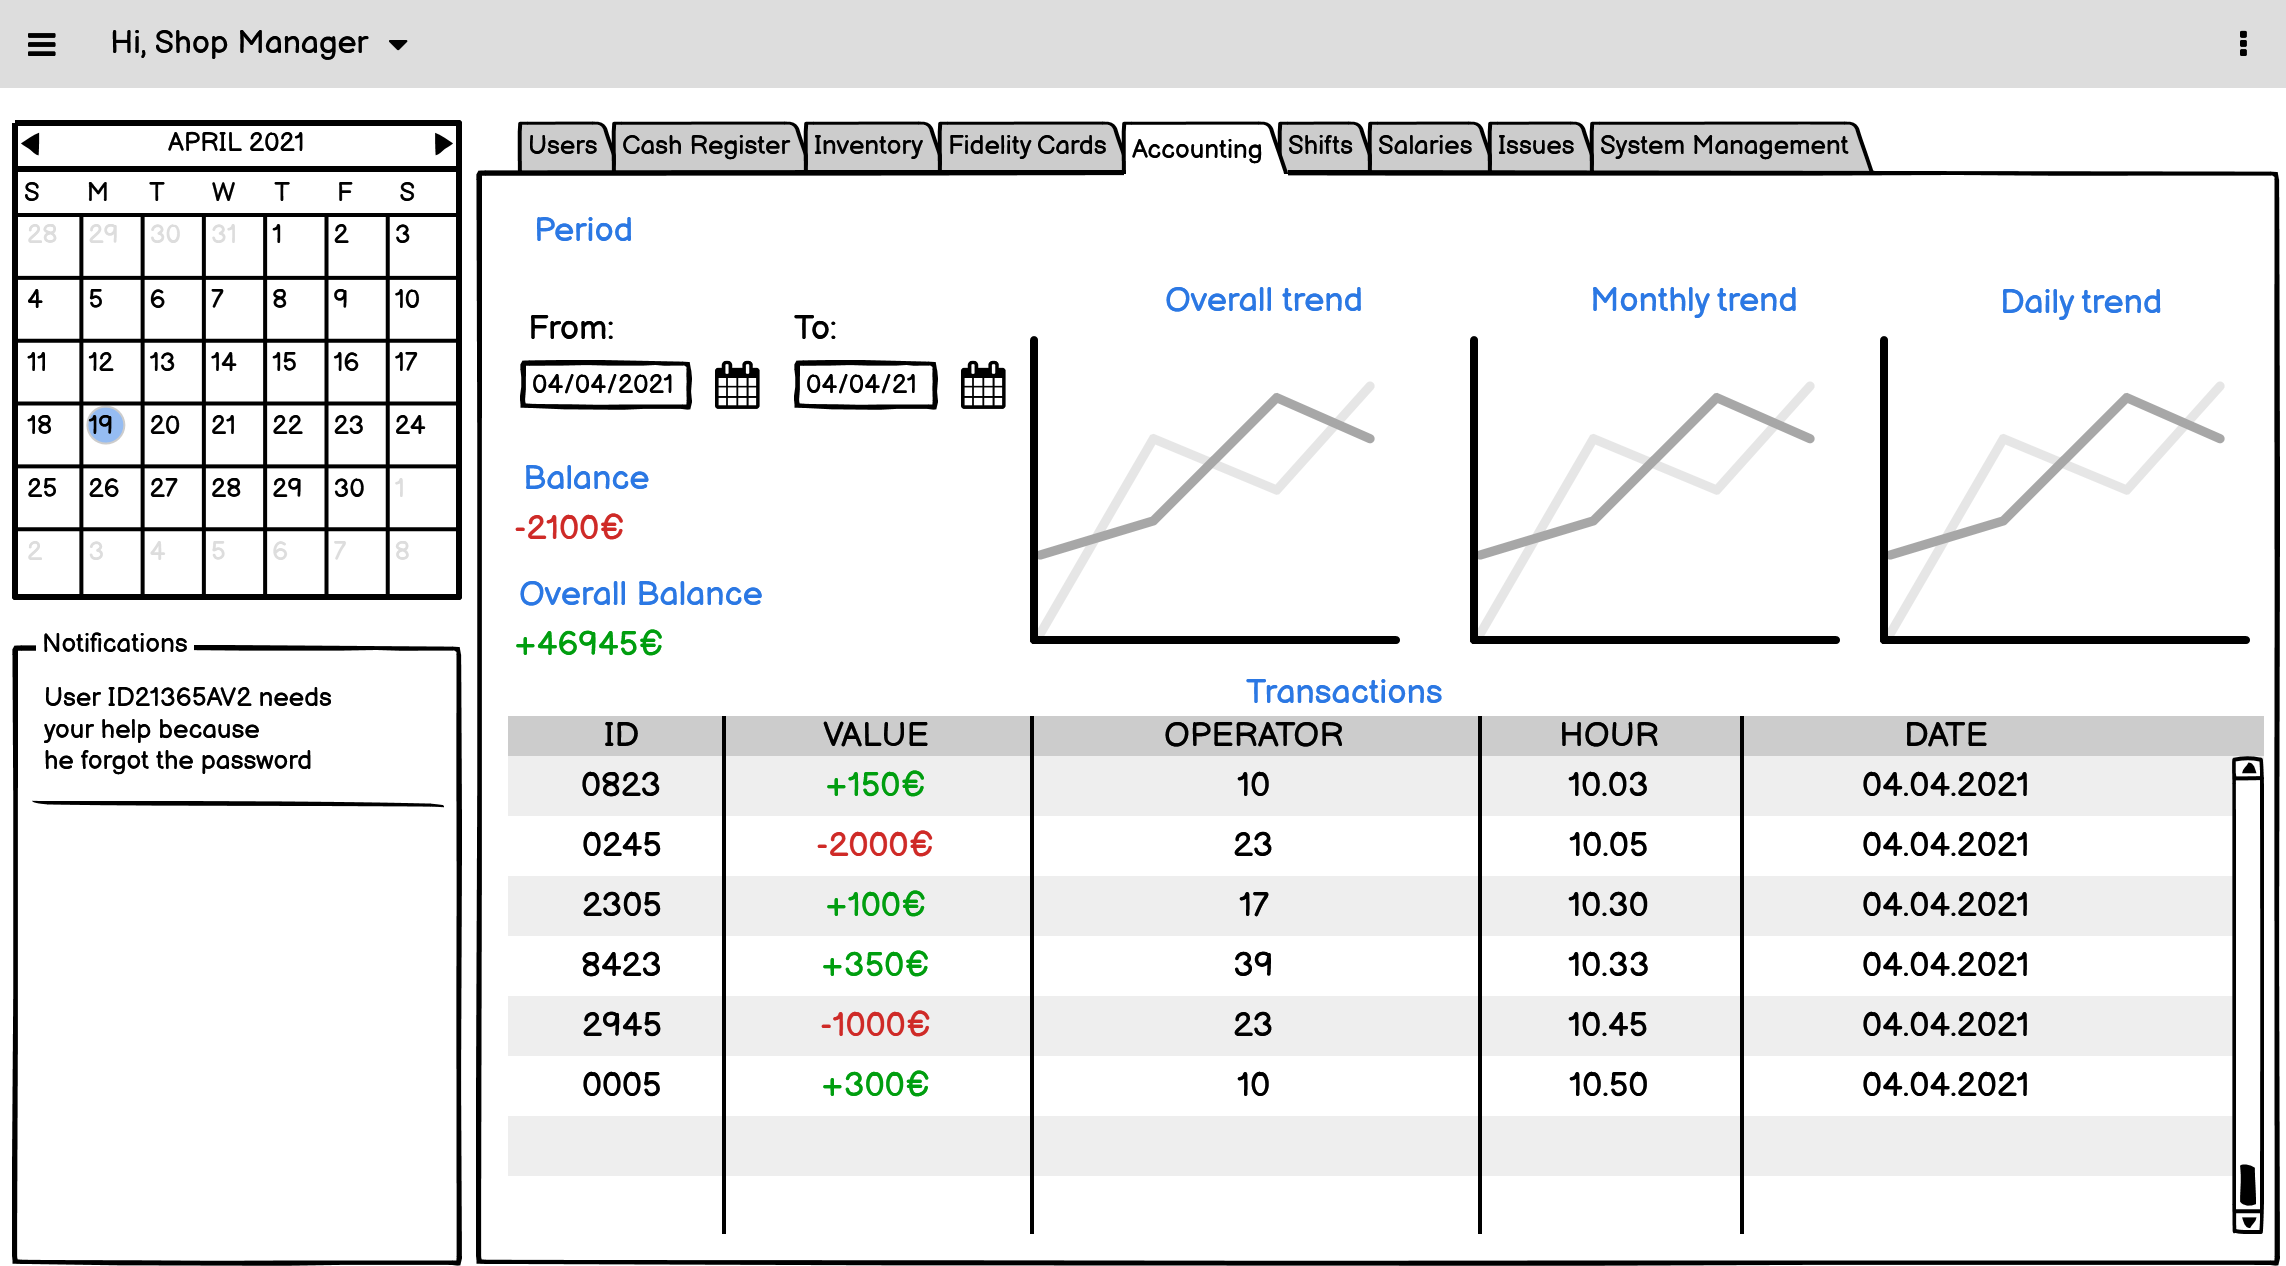 Hi, Shop Manager
APRIL 2021
S M T W T F S
28 29 30 31 1 2 3
4 5 6 7 8 9 10
11 12 13 14 15 16 17
18 19 20 21 22 23 24
25 26 27 28 29 30 1
2 3 4 5 6 7 8
Notifications
User ID21365AV2 needs
your help because
he forgot the password
Users Cash Register Inventory Fidelity Cards Accounting Shifts Salaries Issues System Management
Period
From: To:
04/04/2021 04/04/21
Balance
-2100€
Overall Balance
+46945€
Overall trend Monthly trend Daily trend
Transactions
ID VALUE OPERATOR HOUR DATE
0823 +150€ 10 10.03 04.04.2021
0245 -2000€ 23 10.05 04.04.2021
2305 +100€ 17 10.30 04.04.2021
8423 +350€ 39 10.33 04.04.2021
2945 -1000€ 23 10.45 04.04.2021
0005 +300€ 10 10.50 04.04.2021